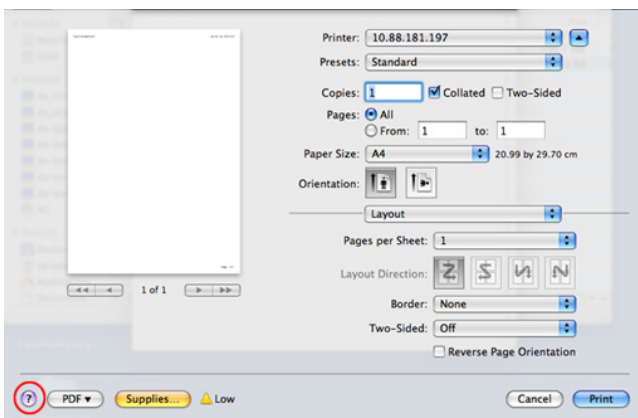 Printer: 10.88.181.197
Presets: Standard
Copies: 1 Collated Two-Sided
Pages: All
From: 1 to: 1
Paper Size: A4 20.99 by 29.70 cm
Orientation:
Layout
Pages per Sheet: 1
Layout Direction:
1 of 1
Border: None
Two-Sided: Off
Reverse Page Orientation
? PDF Supplies... Low Cancel Print